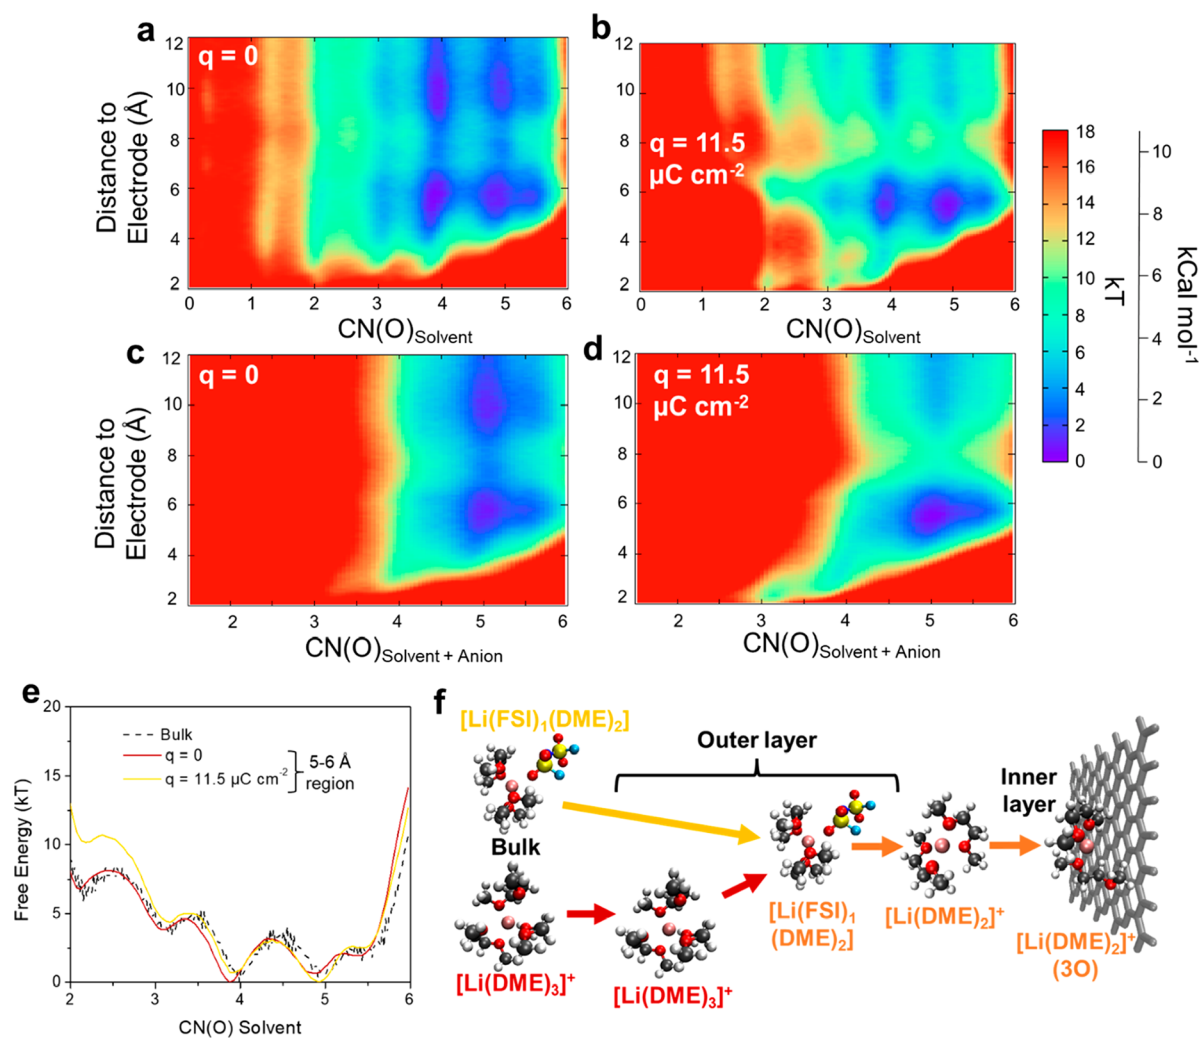 a
q = 0
12
10
8
6
4
2
0
1
2
3
4
5
6
Distance to
Electrode (Å)
CN(O)Solvent
b
q = 11.5
µC cm-2
12
10
8
6
4
2
0
1
2
3
4
5
6
CN(O)Solvent
18
16
14
12
10
8
6
4
2
0
kT
10
8
6
4
2
0
kCal mol-1
c
q = 0
12
10
8
6
4
2
2
3
4
5
6
Distance to
Electrode (Å)
CN(O)Solvent + Anion
d
q = 11.5
µC cm-2
12
10
8
6
4
2
2
3
4
5
6
CN(O)Solvent + Anion
e
20
15
10
5
0
2
3
4
5
6
Free Energy (kT)
CN(O) Solvent
Bulk
q = 0
q = 11.5 µC cm-2
5-6 Å
region
f
[Li(FSI)1(DME)2]
Outer layer
Inner
layer
Bulk
[Li(DME)3]+
[Li(DME)3]+
[Li(FSI)1
(DME)2]
[Li(DME)2]+
[Li(DME)2]+
(3O)